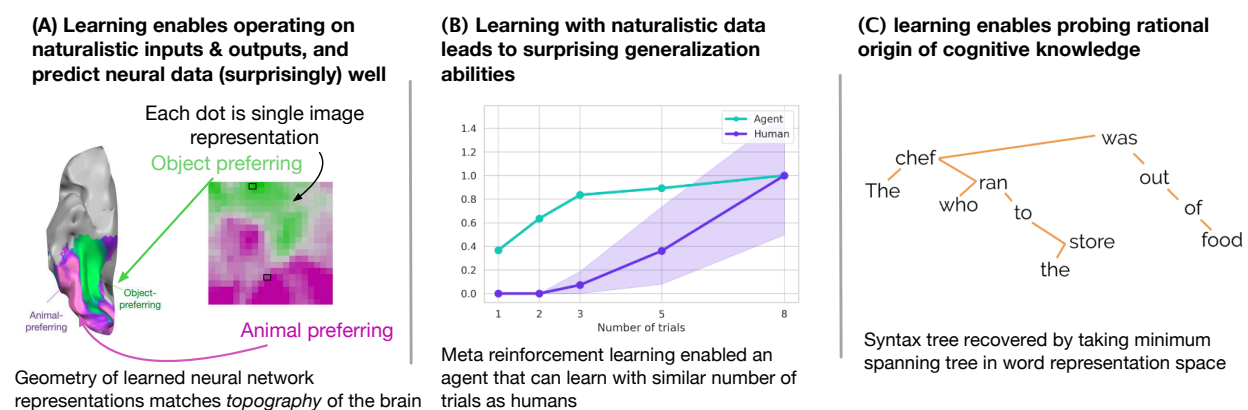 (A) Learning enables operating on
naturalistic inputs & outputs, and
predict neural data (surprisingly) well
Each dot is single image
representation
Object preferring
Object-
preferring
Animal-
preferring
Animal preferring
Geometry of learned neural network
representations matches topography of the brain
(B) Learning with naturalistic data
leads to surprising generalization
abilities
Agent
Human
1.4
1.2
1.0
0.8
0.6
0.4
0.2
0.0
1 2 3 5 8
Number of trials
Meta reinforcement learning enabled an
agent that can learn with similar number of
trials as humans
(C) learning enables probing rational
origin of cognitive knowledge
was
chef
out
The
ran
who
of
to
food
store
the
Syntax tree recovered by taking minimum
spanning tree in word representation space